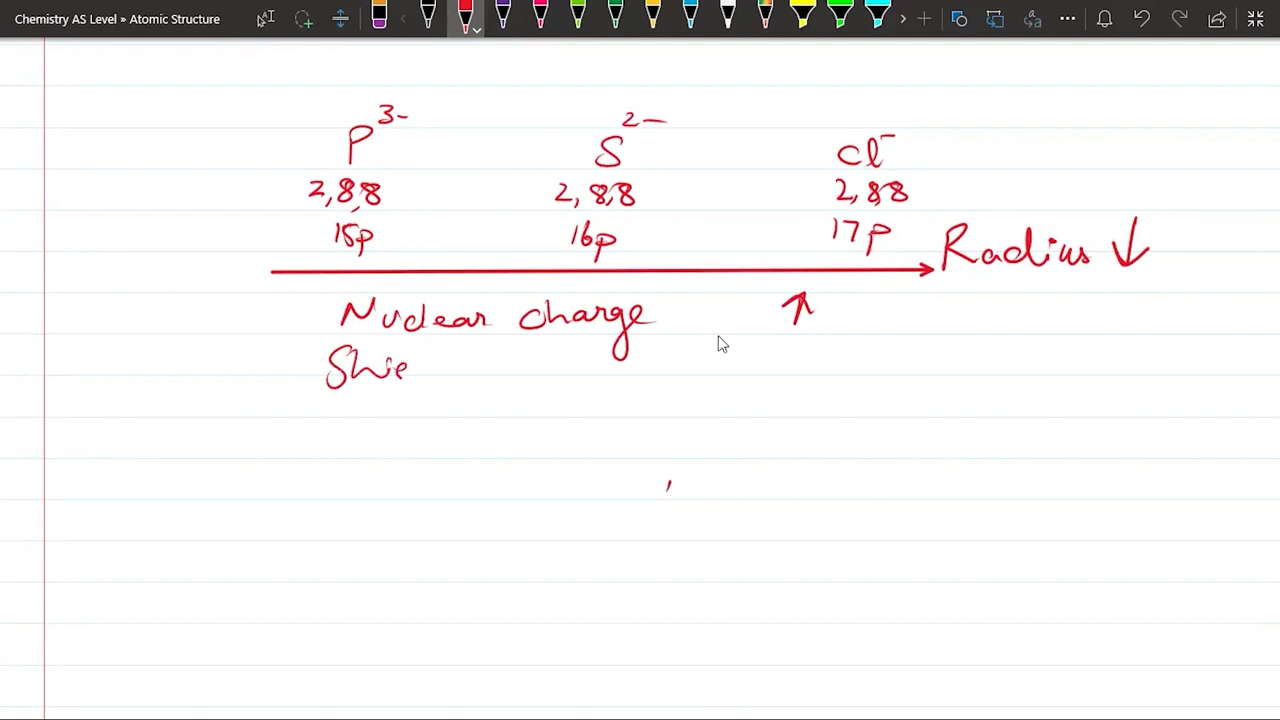 Chemistry AS Level » Atomic Structure
P³⁻ S²⁻ Cl⁻
2,8,8 2,8,8 2,8,8
15p 16p 17p
Radius ↓
Nuclear charge ↑
Shie